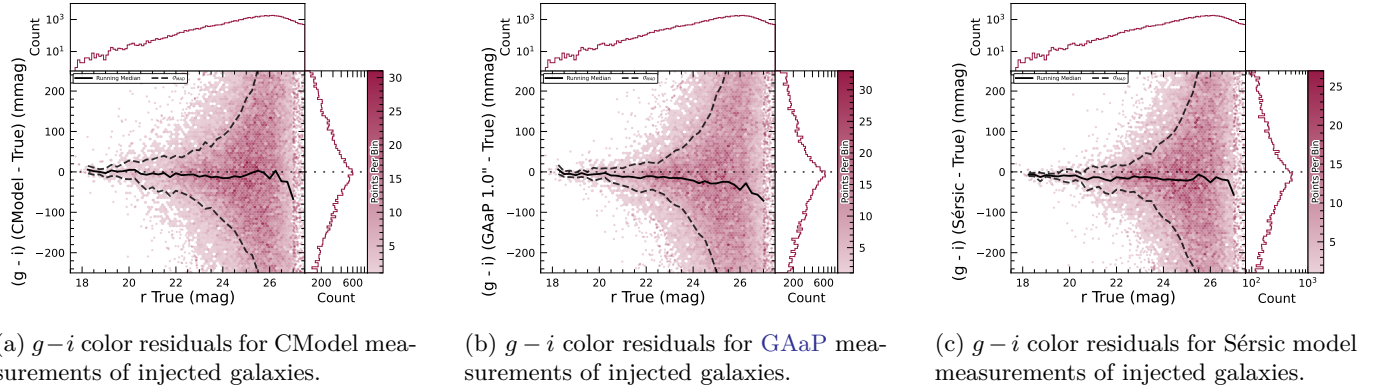 Count
10³
10¹
(g - i) (CModel - True) (mmag)
200
100
0
−100
−200
Running Median
σMAD
18
20
22
24
26
r True (mag)
200 600
Count
Points Per Bin
30
25
20
15
10
5
(a) g−i color residuals for CModel mea-
surements of injected galaxies.
Count
10³
10¹
(g - i) (GAaP 1.0" - True) (mmag)
200
100
0
−100
−200
Running Median
σMAD
18
20
22
24
26
r True (mag)
200 600
Count
Points Per Bin
30
25
20
15
10
5
(b) g − i color residuals for GAaP mea-
surements of injected galaxies.
Count
10³
10¹
(g - i) (Sérsic - True) (mmag)
200
100
0
−100
−200
Running Median
σMAD
18
20
22
24
26
r True (mag)
10² 10³
Count
Points Per Bin
25
20
15
10
5
(c) g − i color residuals for Sérsic model
measurements of injected galaxies.